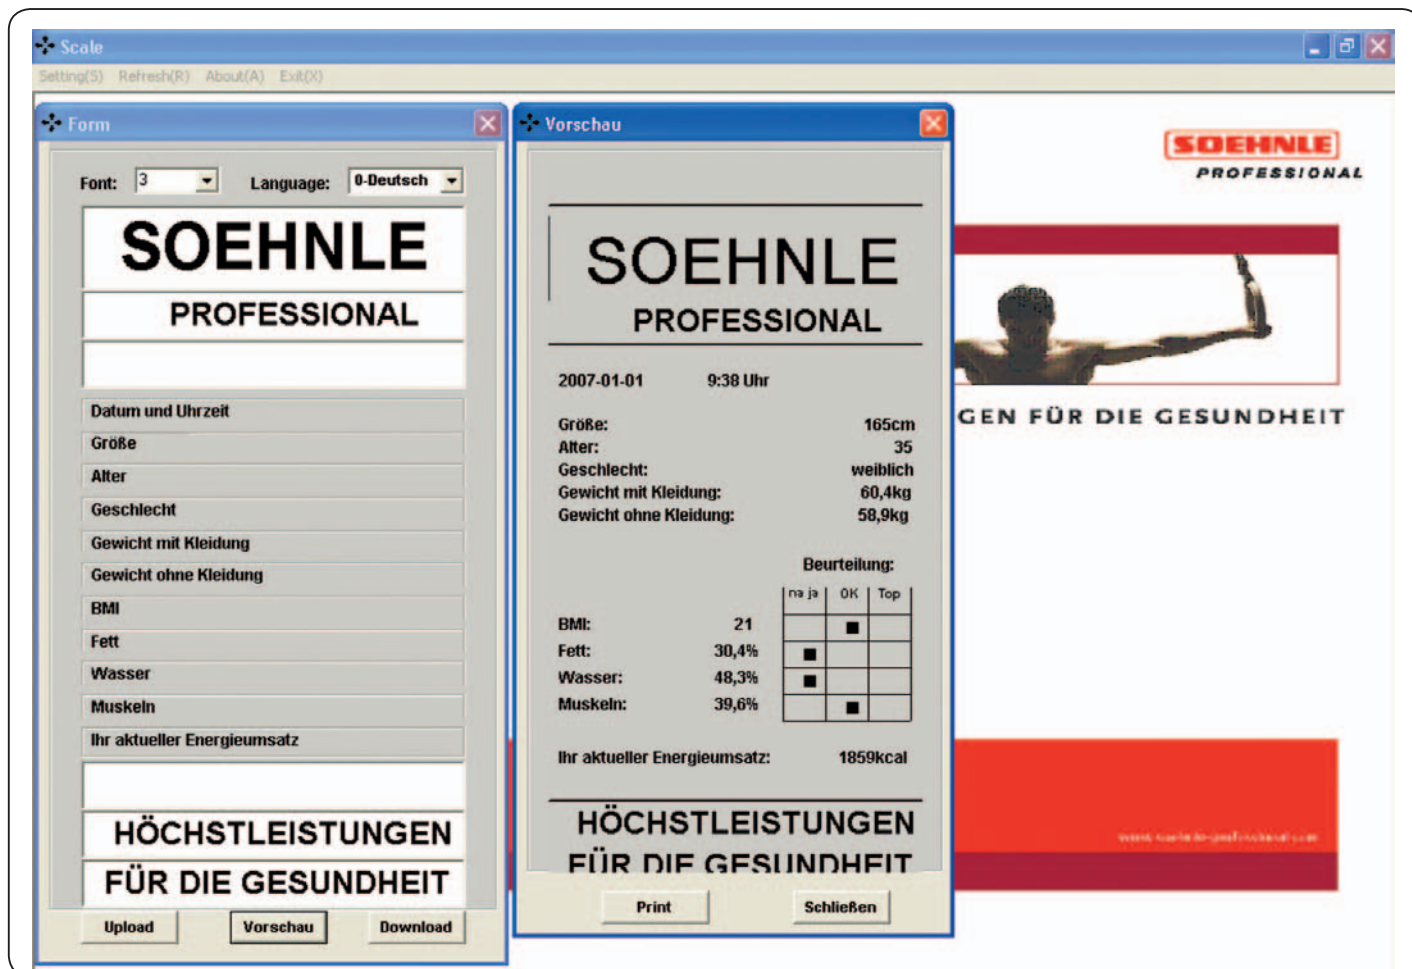 Scale
Setting(S) Refresh(R) About(A) Exit(X)
Form
Font: 3 Language: 0-Deutsch
SOEHNLE
PROFESSIONAL
Datum und Uhrzeit
Größe
Alter
Geschlecht
Gewicht mit Kleidung
Gewicht ohne Kleidung
BMI
Fett
Wasser
Muskeln
Ihr aktueller Energieumsatz
HÖCHSTLEISTUNGEN
FÜR DIE GESUNDHEIT
Upload Vorschau Download
Vorschau
SOEHNLE
PROFESSIONAL
2007-01-01 9:38 Uhr
Größe: 165cm
Alter: 35
Geschlecht: weiblich
Gewicht mit Kleidung: 60,4kg
Gewicht ohne Kleidung: 58,9kg
Beurteilung:
na ja OK Top
BMI: 21
Fett: 30,4%
Wasser: 48,3%
Muskeln: 39,6%
Ihr aktueller Energieumsatz: 1859kcal
HÖCHSTLEISTUNGEN
FÜR DIE GESUNDHEIT
Print Schließen
SOEHNLE
PROFESSIONAL
GEN FÜR DIE GESUNDHEIT